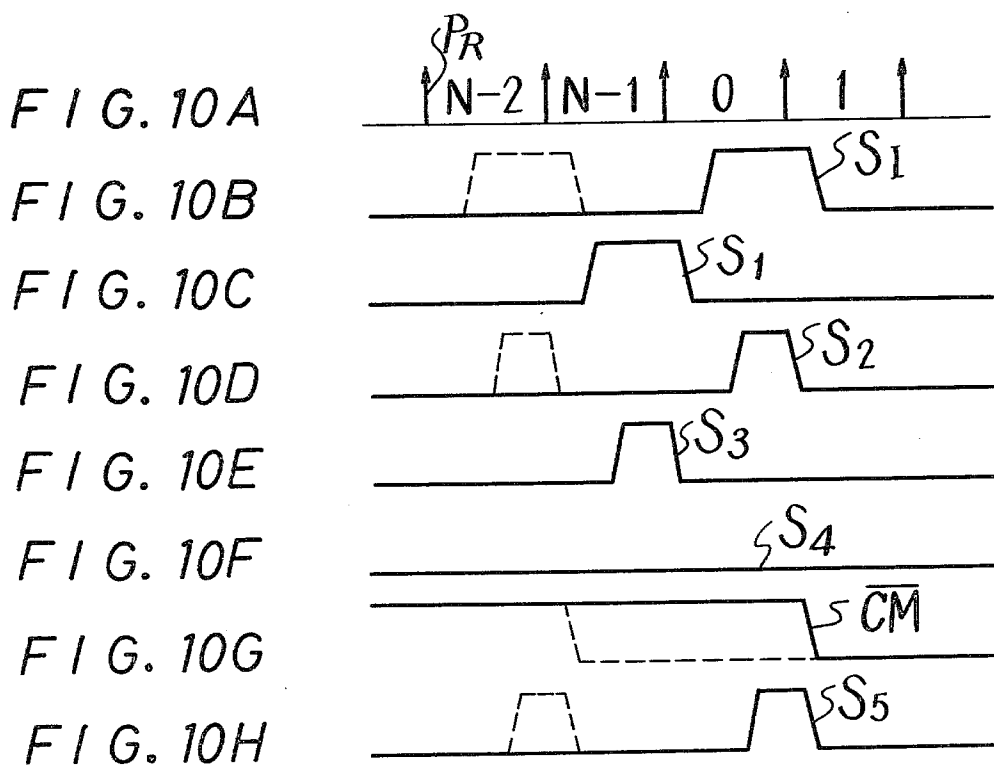 P_R
FIG. 10A N-2 N-1 0 1
FIG. 10B S_I
FIG. 10C S_1
FIG. 10D S_2
FIG. 10E S_3
FIG. 10F S_4
FIG. 10G C̅M̅
FIG. 10H S_5